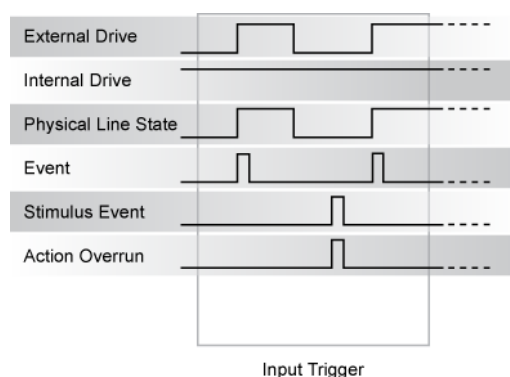 External Drive
Internal Drive
Physical Line State
Event
Stimulus Event
Action Overrun
Input Trigger